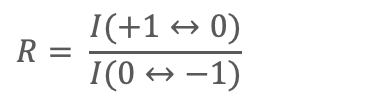 R = I(+1 ↔ 0) / I(0 ↔ −1)